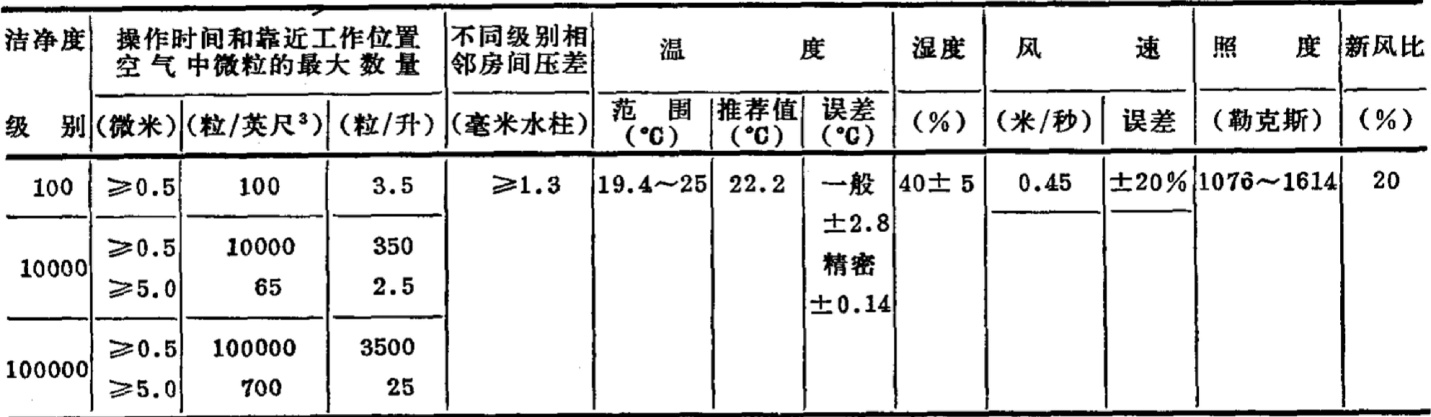 洁净度 操作时间和靠近工作位置 不同级别相 温 度 湿度 风 速 照 度 新风比
空气中微粒的最大数量 邻房间压差
级 别 (微米) (粒/英尺³) (粒/升) (毫米水柱) 范 围 推荐值 误差 (%) (米/秒) 误差 (勒克斯) (%)
(°C) (°C) (°C)
100 ≥0.5 100 3.5 ≥1.3 19.4~25 22.2 一般 40±5 0.45 ±20% 1076~1614 20
±2.8
10000 ≥0.5 10000 350
精密
≥5.0 65 2.5
±0.14
100000 ≥0.5 100000 3500
≥5.0 700 25